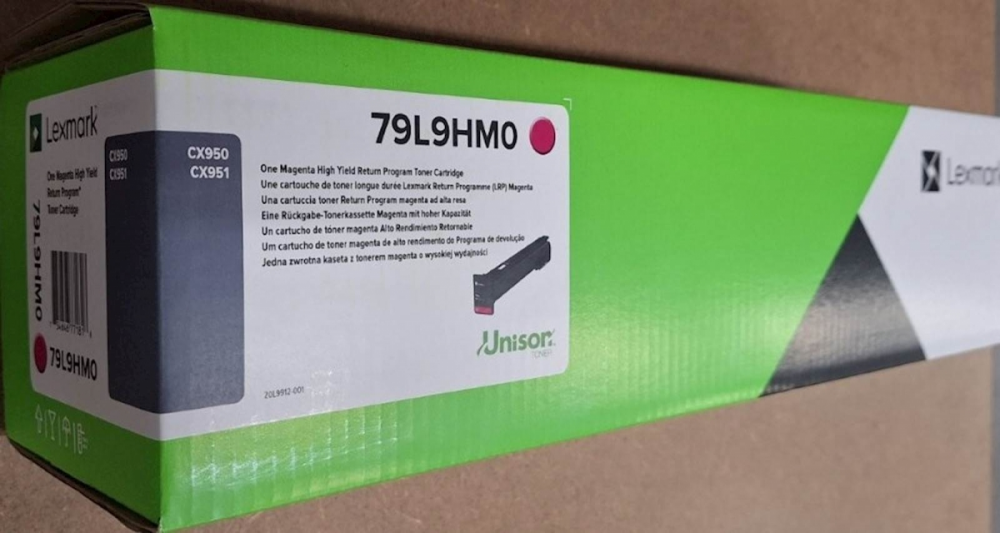 Lexmark
CX950
CX951
One Magenta High Yield
Return Program
Toner Cartridge
79L9HM0
79L9HM0
CX950
CX951
79L9HM0
One Magenta High Yield Return Program Toner Cartridge
Une cartouche de toner longue durée Lexmark Return Programme (LRP) Magenta
Una cartuccia toner Return Program magenta ad alta resa
Eine Rückgabe-Tonerkassette Magenta mit hoher Kapazität
Un cartucho de tóner magenta Alto Rendimiento Retornable
Um cartucho de toner magenta de alto rendimento do Programa de devolução
Jedna zwrotna kaseta z tonerem magenta o wysokiej wydajności
Unison
TONER
20L9912-001
Lexmark